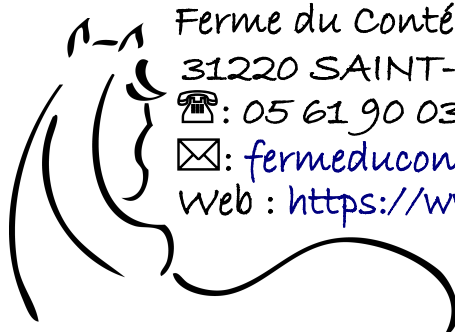 Ferme du Conté
31220 SAINT-
☎: 05 61 90 03
✉: fermeducon
Web : https://w